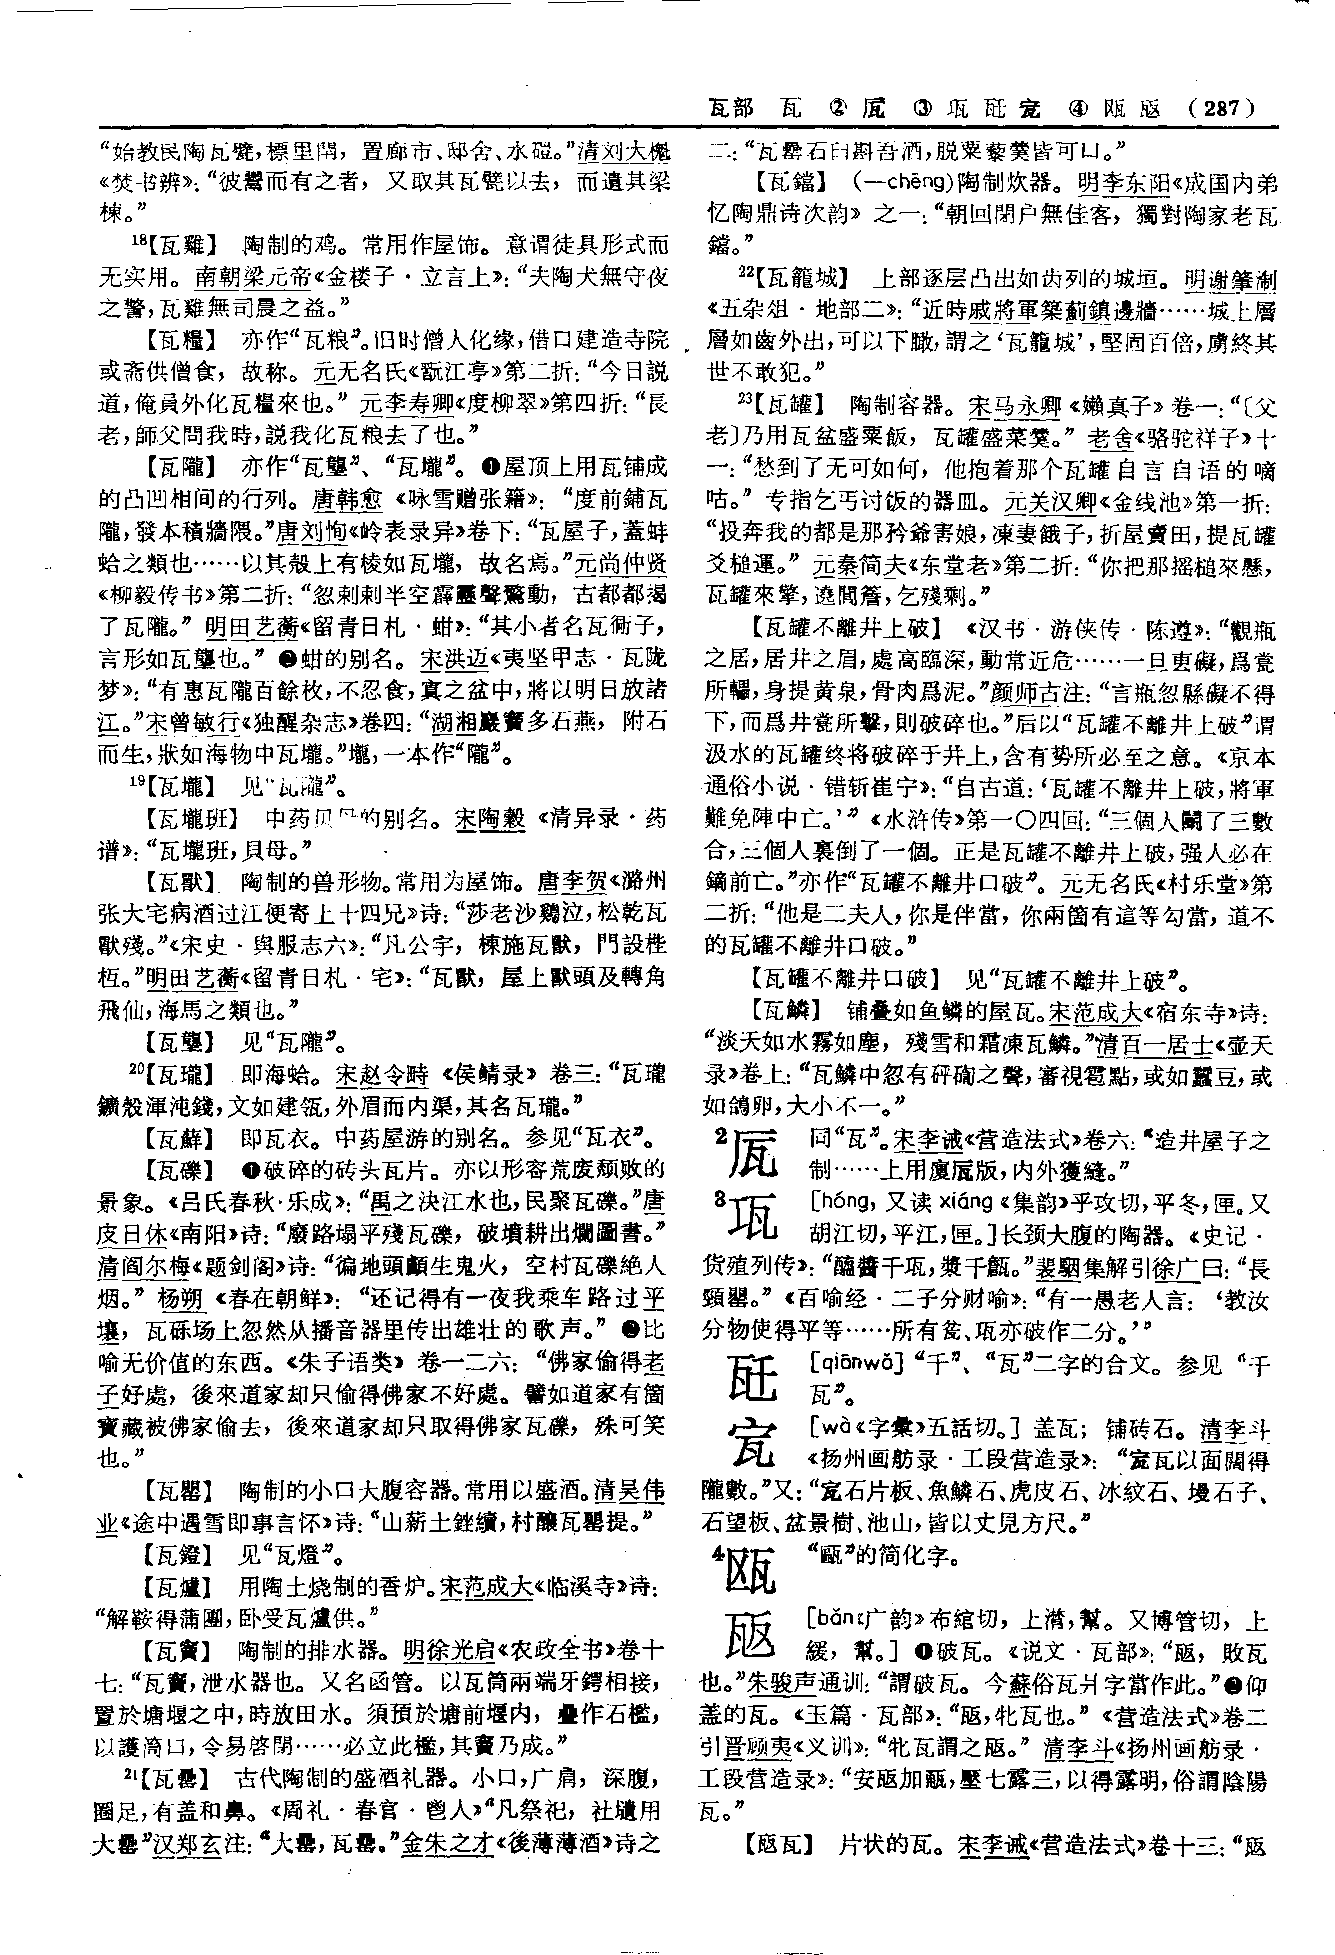 瓦部 瓦 ② 㼚 ③ 瓨 瓩 㼝 ④ 瓯 瓪 (287)
“始教民陶瓦甓，標里閈，置廊市、邸舍、水磑。”清刘大櫆
《焚书辨》：“彼鬻而有之者，又取其瓦甓以去，而遺其梁
棟。”
18【瓦雞】 陶制的鸡。常用作屋饰。意谓徒具形式而
无实用。南朝梁元帝《金楼子·立言上》：“夫陶犬無守夜
之警，瓦雞無司晨之益。”
【瓦糧】 亦作“瓦粮”。旧时僧人化缘，借口建造寺院
或斋供僧食，故称。元无名氏《翫江亭》第二折：“今日説
道，俺員外化瓦糧來也。”元李寿卿《度柳翠》第四折：“長
老，師父問我時，説我化瓦粮去了也。”
【瓦隴】 亦作“瓦壟”、“瓦壠”。❶屋顶上用瓦铺成
的凸凹相间的行列。唐韩愈《咏雪赠张籍》：“度前鋪瓦
隴，發本積牆隈。”唐刘恂《岭表录异》卷下：“瓦屋子，蓋蚌
蛤之類也……以其殼上有棱如瓦壠，故名焉。”元尚仲贤
《柳毅传书》第二折：“忽剌剌半空霹靂聲驚動，古都都湯
了瓦隴。”明田艺蘅《留青日札·蚶》：“其小者名瓦衖子，
言形如瓦壟也。”❷蚶的别名。宋洪迈《夷坚甲志·瓦陇
梦》：“有惠瓦隴百餘枚，不忍食，寘之盆中，將以明日放諸
江。”宋曾敏行《独醒杂志》卷四：“湖湘巖竇多石燕，附石
而生，狀如海物中瓦壠。”壠，一本作“隴”。
19【瓦壠】 见“瓦隴”。
【瓦壠班】 中药贝母的别名。宋陶穀《清异录·药
谱》：“瓦壠班，貝母。”
【瓦獸】 陶制的兽形物。常用为屋饰。唐李贺《潞州
张大宅病酒过江便寄上十四兄》诗：“莎老沙鷄泣，松乾瓦
獸殘。”《宋史·舆服志六》：“凡公宇，棟施瓦獸，門設梐
枑。”明田艺蘅《留青日札·宅》：“瓦獸，屋上獸頭及轉角
飛仙，海馬之類也。”
【瓦壟】 见“瓦隴”。
20【瓦瓏】 即海蛤。宋赵令畤《侯鲭录》卷三：“瓦瓏
鑛殼渾沌錢，文如建瓴，外眉而内渠，其名瓦瓏。”
【瓦蘚】 即瓦衣。中药屋游的别名。参见“瓦衣”。
【瓦礫】 ❶破碎的砖头瓦片。亦以形容荒废颓败的
景象。《吕氏春秋·乐成》：“禹之決江水也，民聚瓦礫。”唐
皮日休《南阳》诗：“廢路塌平殘瓦礫，破墳耕出爛圖書。”
清阎尔梅《题剑阁》诗：“徧地頭顱生鬼火，空村瓦礫絶人
烟。”杨朔《春在朝鲜》：“还记得有一夜我乘车路过平
壤，瓦砾场上忽然从播音器里传出雄壮的歌声。”❷比
喻无价值的东西。《朱子语类》卷一二六：“佛家偷得老
子好處，後來道家却只偷得佛家不好處。譬如道家有箇
寶藏被佛家偷去，後來道家却只取得佛家瓦礫，殊可笑
也。”
【瓦罂】 陶制的小口大腹容器。常用以盛酒。清吴伟
业《途中遇雪即事言怀》诗：“山薪土銼續，村釀瓦罌提。”
【瓦鐙】 见“瓦燈”。
【瓦爐】 用陶土烧制的香炉。宋范成大《临溪寺》诗：
“解鞍得蒲團，卧受瓦爐供。”
【瓦竇】 陶制的排水器。明徐光启《农政全书》卷十
七：“瓦竇，泄水器也。又名函管。以瓦筒兩端牙鍔相接，
置於塘堰之中，時放田水。須預於塘前堰内，疊作石檻，
以護筒口，令易啓閉……必立此檻，其竇乃成。”
21【瓦罍】 古代陶制的盛酒礼器。小口，广肩，深腹，
圈足，有盖和鼻。《周礼·春官·鬯人》“凡祭祀，社壝用
大罍”汉郑玄注：“大罍，瓦罍。”金朱之才《後薄薄酒》诗之
二：“瓦罍石臼斟吾酒，脱粟藜羹皆可口。”
【瓦鐺】 (—chēng)陶制炊器。明李东阳《成国内弟
忆陶鼎诗次韵》之一：“朝回閉户無佳客，獨對陶家老瓦
鐺。”
22【瓦籠城】 上部逐层凸出如齿列的城垣。明谢肇淛
《五杂俎·地部二》：“近時戚將軍築薊鎮邊牆……城上層
層如齒外出，可以下瞰，謂之‘瓦籠城’，堅固百倍，虜終其
世不敢犯。”
23【瓦罐】 陶制容器。宋马永卿《嬾真子》卷一：“〔父
老〕乃用瓦盆盛粟飯，瓦罐盛菜羹。”老舍《骆驼祥子》十
一：“愁到了无可如何，他抱着那个瓦罐自言自语的嘀
咕。”专指乞丐讨饭的器皿。元关汉卿《金线池》第一折：
“投奔我的都是那矜爺害娘，凍妻餓子，折屋賣田，提瓦罐
爻槌運。”元秦简夫《东堂老》第二折：“你把那摇槌來懸，
瓦罐來擎，遶閭簷，乞殘剩。”
【瓦罐不離井上破】 《汉书·游侠传·陈遵》：“觀瓶
之居，居井之眉，處高臨深，動常近危……一旦叀礙，爲瓽
所轠，身提黄泉，骨肉爲泥。”颜师古注：“言瓶忽縣礙不得
下，而爲井瓽所擊，則破碎也。”后以“瓦罐不離井上破”谓
汲水的瓦罐终将破碎于井上，含有势所必至之意。《京本
通俗小说·错斩崔宁》：“自古道：‘瓦罐不離井上破，將軍
難免陣中亡。’”《水浒传》第一〇四回：“三個人鬭了三數
合，三個人裏倒了一個。正是瓦罐不離井上破，强人必在
鏑前亡。”亦作“瓦罐不離井口破”。元无名氏《村乐堂》第
二折：“他是二夫人，你是伴當，你兩箇有這等勾當，道不
的瓦罐不離井口破。”
【瓦罐不離井口破】 见“瓦罐不離井上破”。
【瓦鱗】 铺叠如鱼鳞的屋瓦。宋范成大《宿东寺》诗：
“淡天如水霧如塵，殘雪和霜凍瓦鱗。”清百一居士《壶天
录》卷上：“瓦鱗中忽有砰磞之聲，審視雹點，或如蠶豆，或
如鴿卵，大小不一。”
2㼚 同“瓦”。宋李诫《营造法式》卷六：“造井屋子之
制……上用廈㼚版，内外護縫。”
3瓨 [hóng，又读 xiáng《集韵》乎攻切，平冬，匣。又
胡江切，平江，匣。]长颈大腹的陶器。《史记·
货殖列传》：“醯醬千瓨，漿千甔。”裴駰集解引徐广曰：“長
頸罌。”《百喻经·二子分财喻》：“有一愚老人言：‘教汝
分物使得平等……所有瓮、瓨亦破作二分。’”
瓩 [qiānwǎ]“千”、“瓦”二字的合文。参见“千
瓦”。
㼝 [wà《字彙》五話切。]盖瓦；铺砖石。清李斗
《扬州画舫录·工段营造录》：“㼝瓦以面闊得
隴數。”又：“㼝石片板、魚鱗石、虎皮石、冰紋石、墁石子、
石望板、盆景樹、池山，皆以丈見方尺。”
4瓯 “甌”的简化字。
瓪 [bǎn《广韵》布绾切，上潸，幫。又博管切，上
緩，幫。]❶破瓦。《说文·瓦部》：“瓪，敗瓦
也。”朱骏声通训：“謂破瓦。今蘇俗瓦爿字當作此。”❷仰
盖的瓦。《玉篇·瓦部》：“瓪，牝瓦也。”《营造法式》卷二
引晋顾夷《义训》：“牝瓦謂之瓪。”清李斗《扬州画舫录·
工段营造录》：“安瓪加㼧，壓七露三，以得露明，俗謂陰陽
瓦。”
【瓪瓦】 片状的瓦。宋李诫《营造法式》卷十三：“瓪